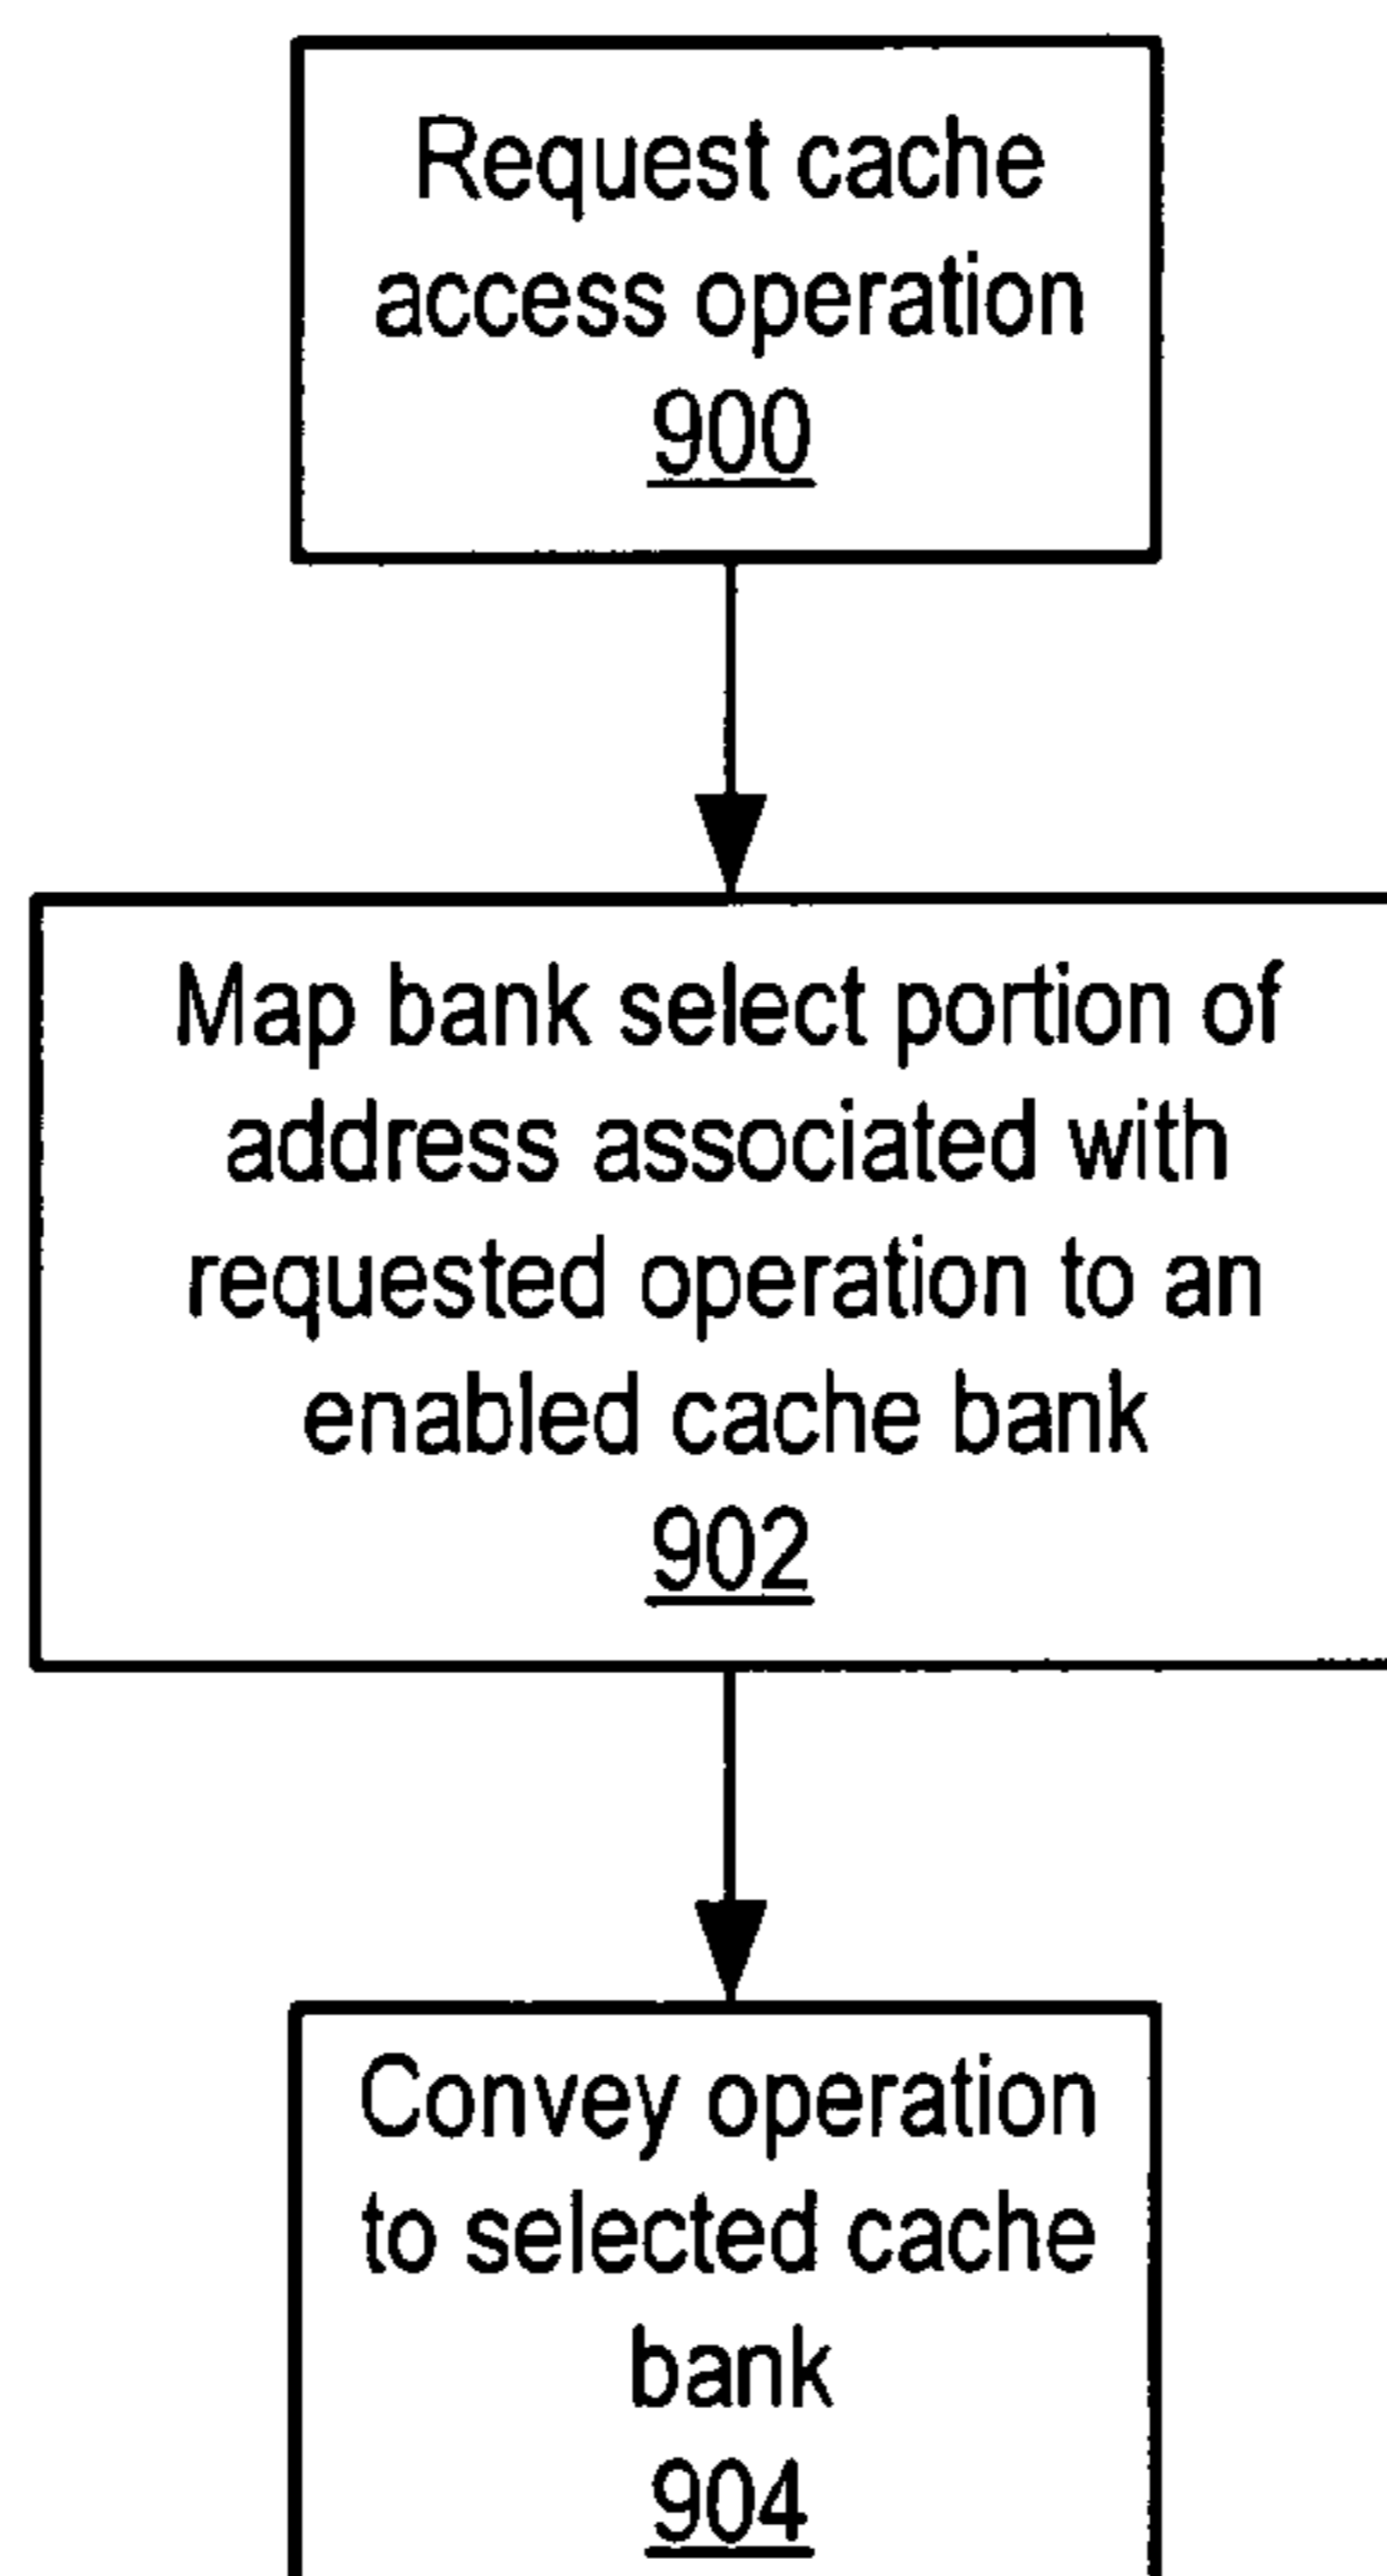 Request cache
access operation
900
Map bank select portion of
address associated with
requested operation to an
enabled cache bank
902
Convey operation
to selected cache
bank
904